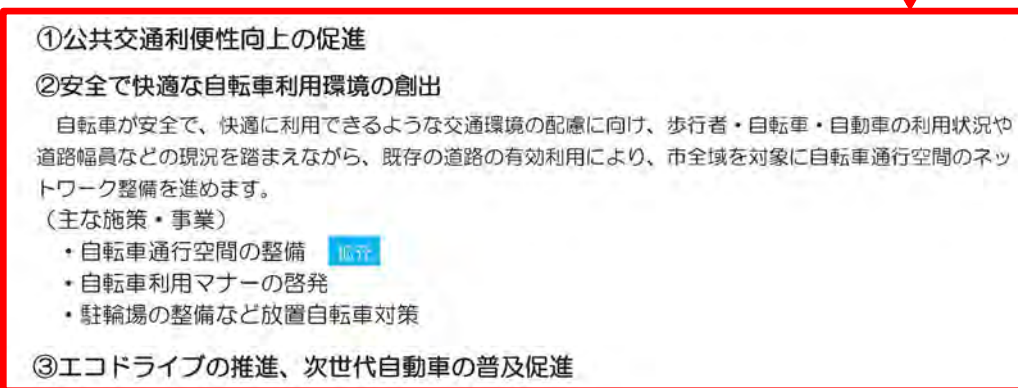 ①公共交通利便性向上の促進
②安全で快適な自転車利用環境の創出
自転車が安全で、快適に利用できるような交通環境の配慮に向け、歩行者・自転車・自動車の利用状況や
道路幅員などの現況を踏まえながら、既存の道路の有効利用により、市全域を対象に自転車通行空間のネッ
トワーク整備を進めます。
（主な施策・事業）
・自転車通行空間の整備
・自転車利用マナーの啓発
・駐輪場の整備など放置自転車対策
③エコドライブの推進、次世代自動車の普及促進